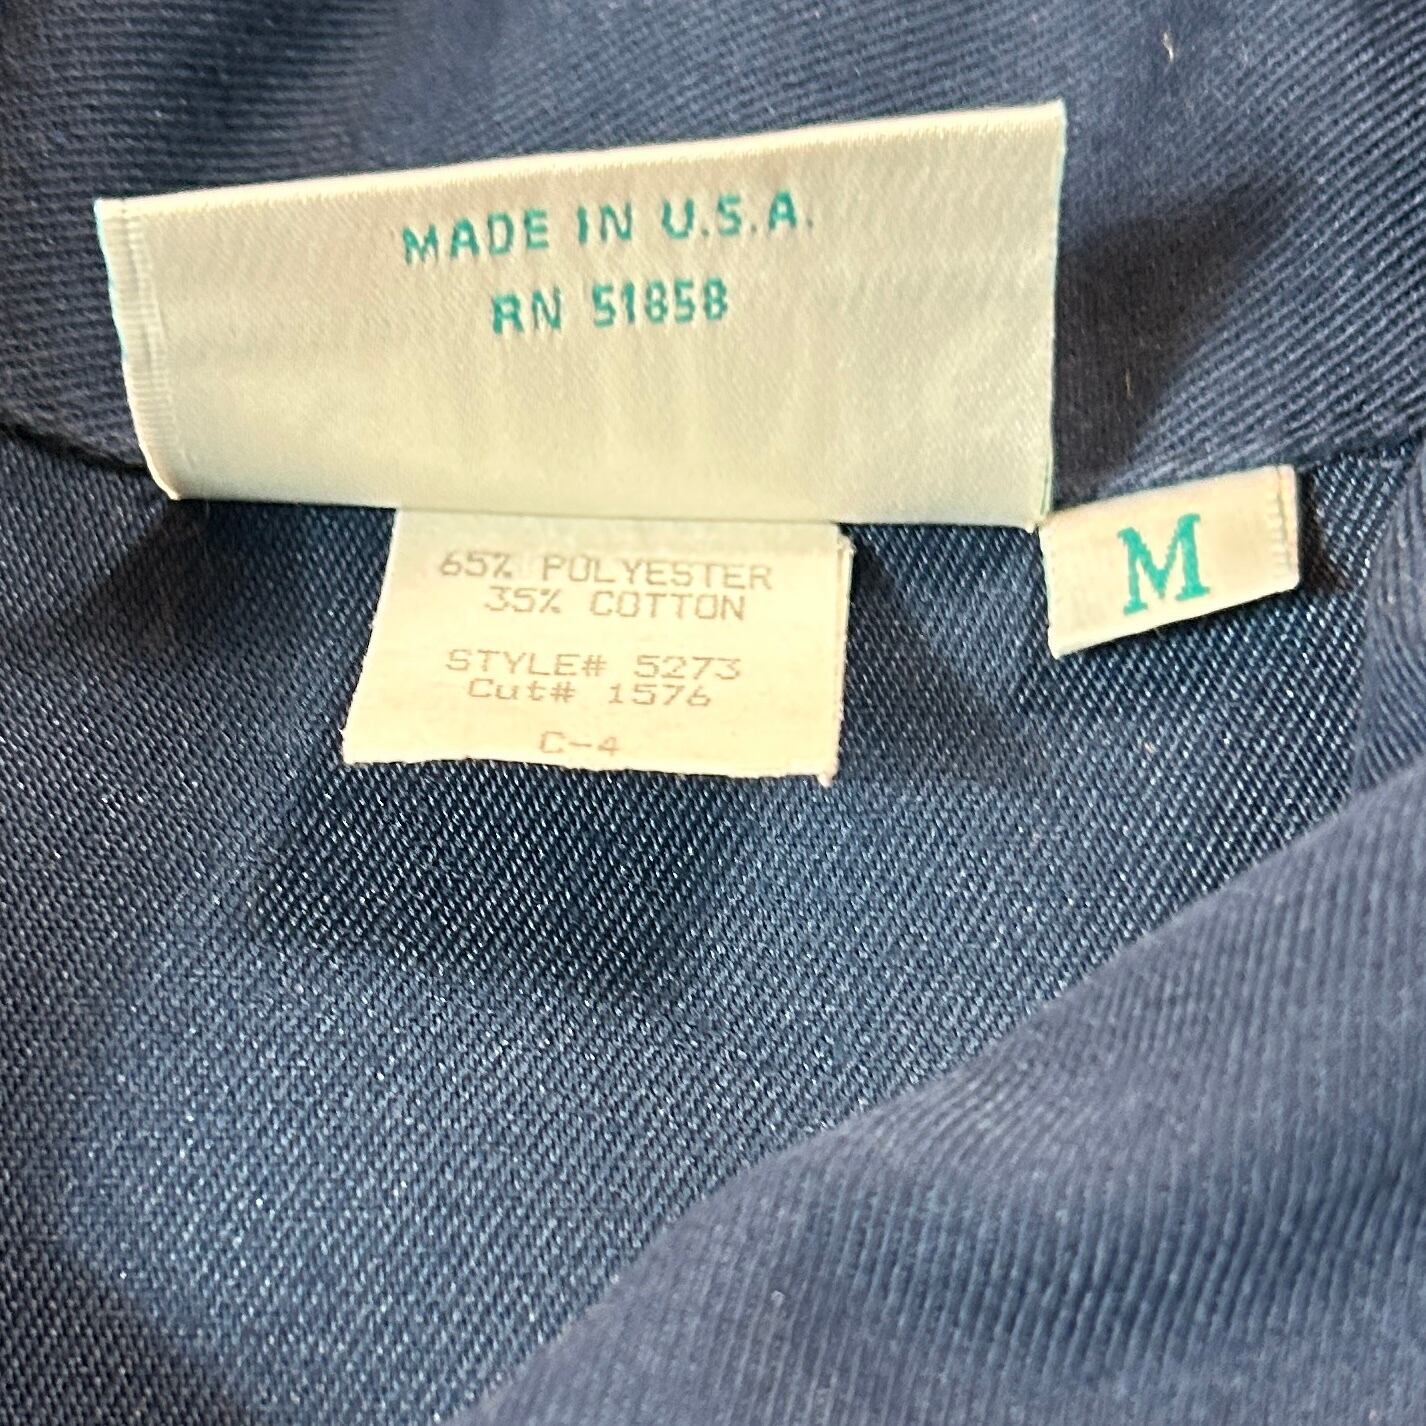 MADE IN U.S.A.
RN 51858
M
65% POLYESTER
35% COTTON
STYLE# 5273
Cut# 1576
C-4